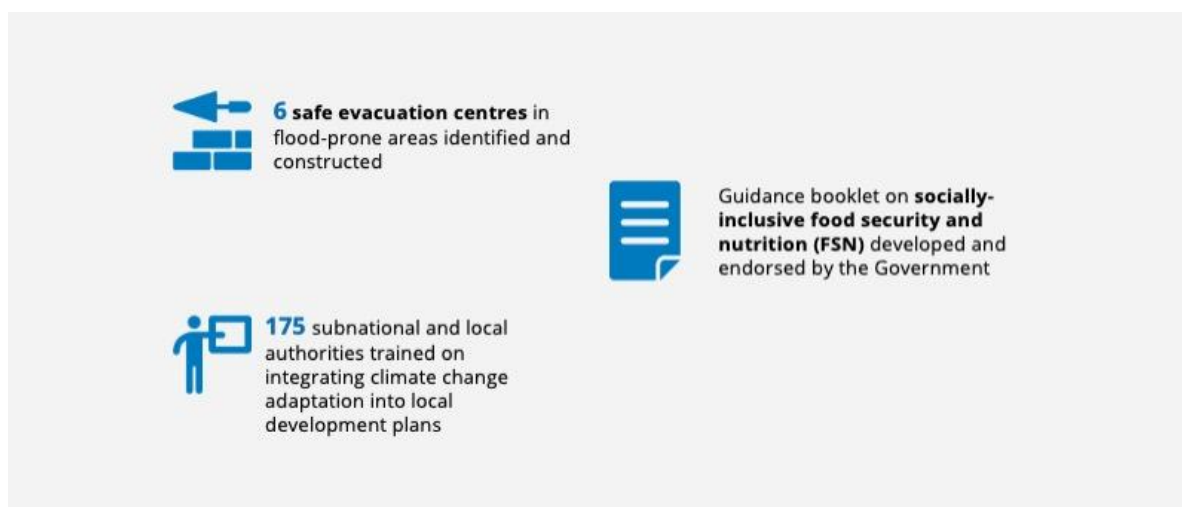 6 safe evacuation centres in
flood-prone areas identified and
constructed
Guidance booklet on socially-
inclusive food security and
nutrition (FSN) developed and
endorsed by the Government
175 subnational and local
authorities trained on
integrating climate change
adaptation into local
development plans